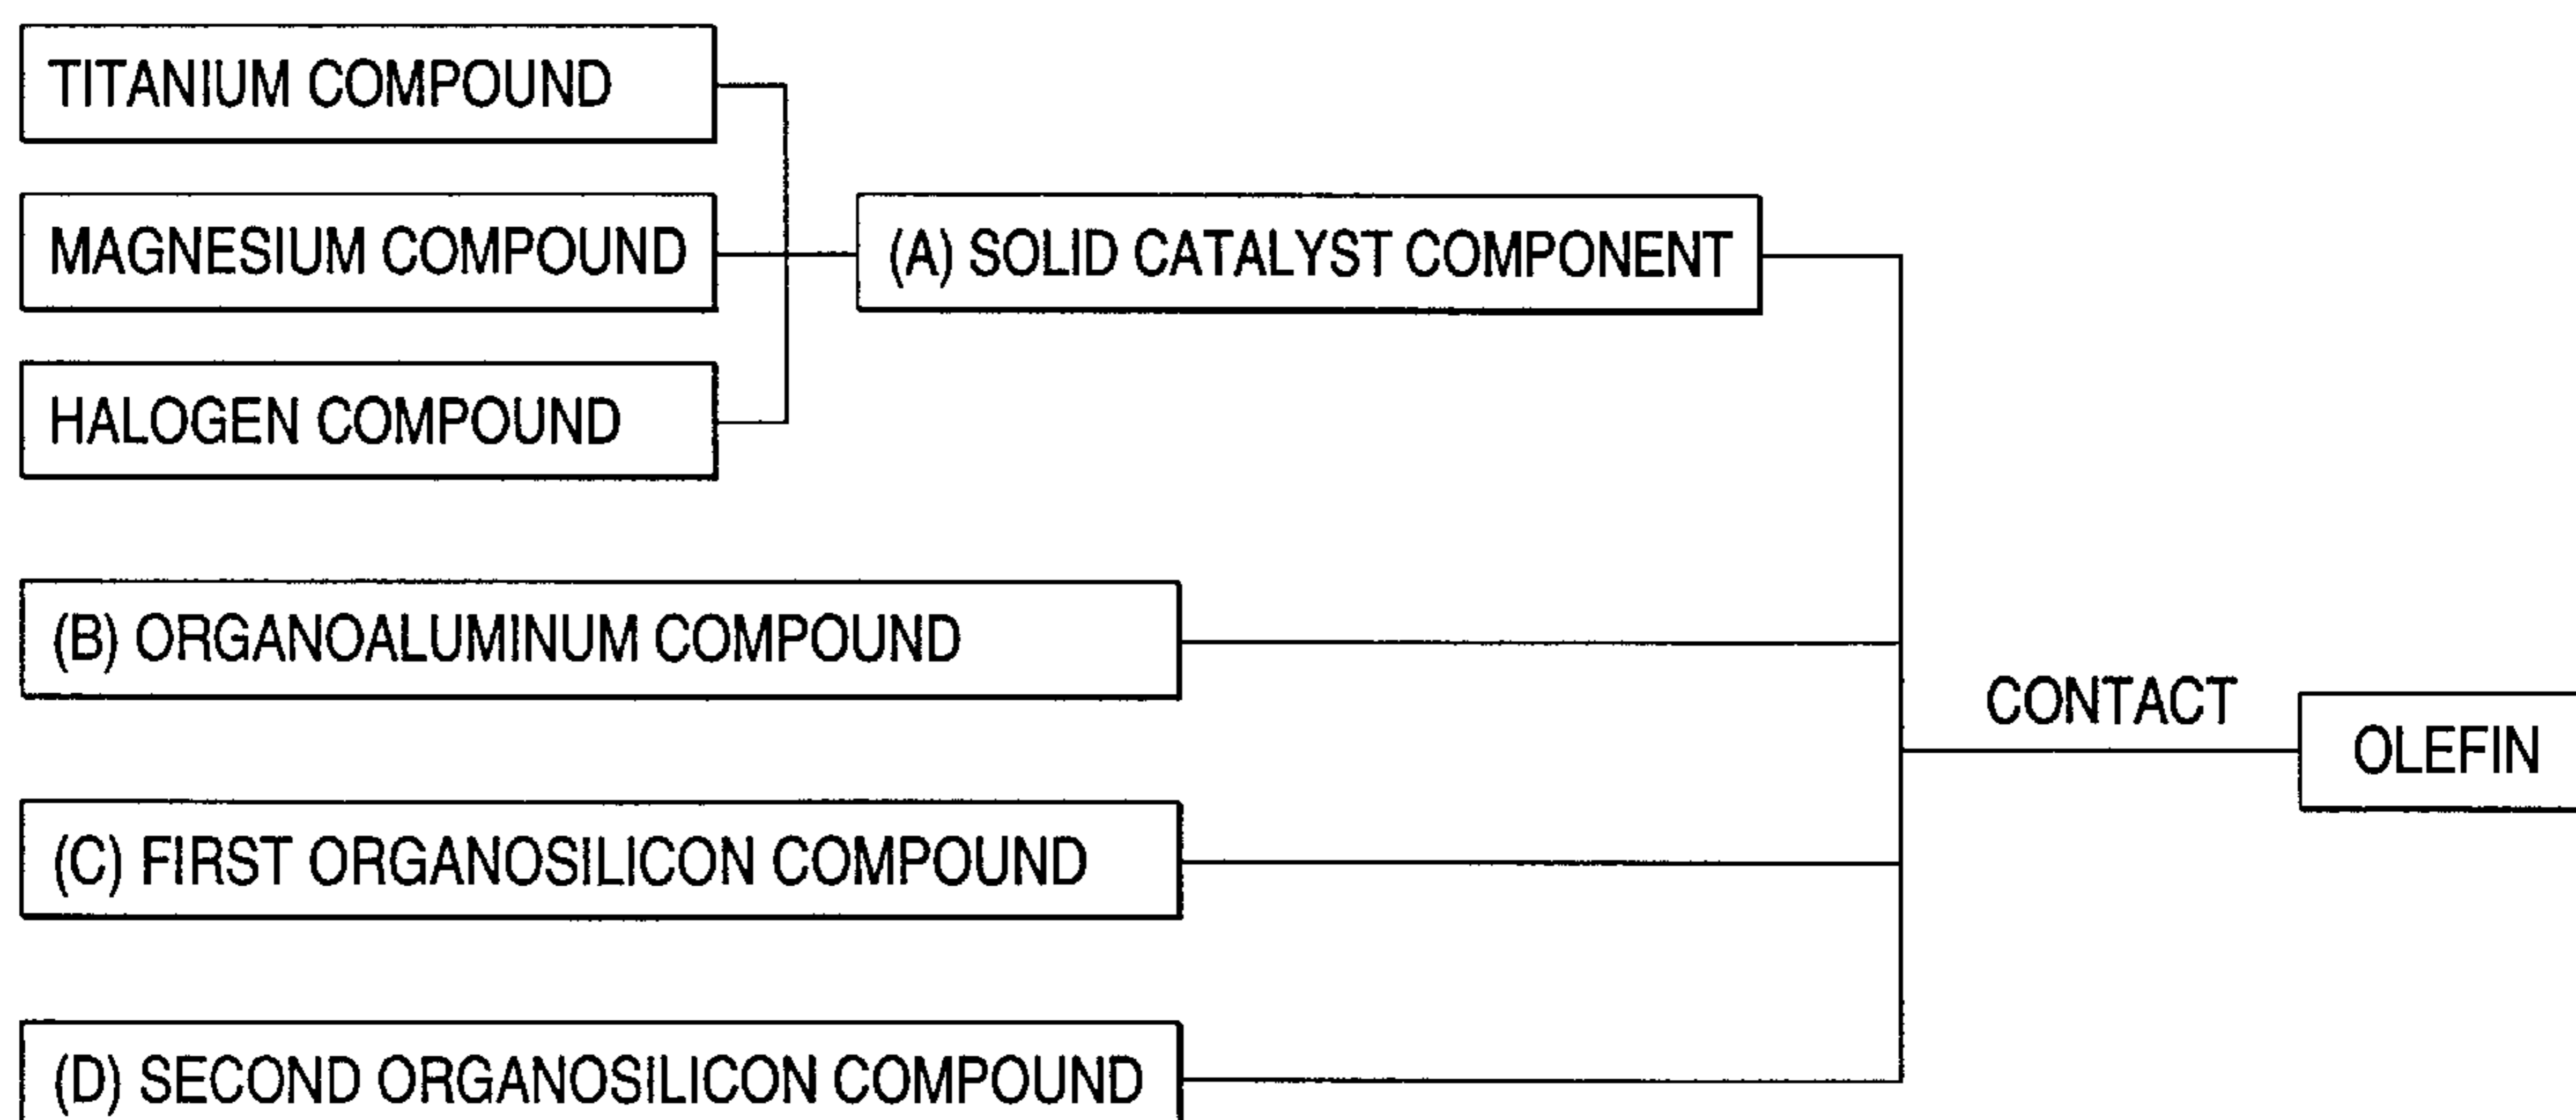 TITANIUM COMPOUND
MAGNESIUM COMPOUND
(A) SOLID CATALYST COMPONENT
HALOGEN COMPOUND
(B) ORGANOALUMINUM COMPOUND
CONTACT
OLEFIN
(C) FIRST ORGANOSILICON COMPOUND
(D) SECOND ORGANOSILICON COMPOUND